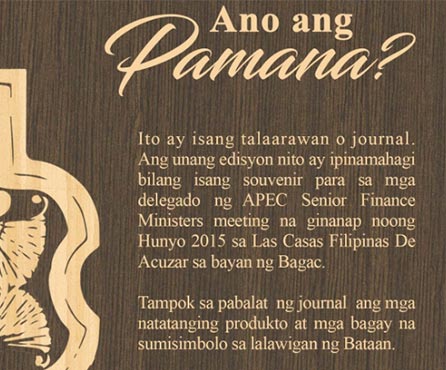 Ano ang
Pamana?
Ito ay isang talaarawan o journal.
Ang unang edisyon nito ay ipinamahagi
bilang isang souvenir para sa mga
delegado ng APEC Senior Finance
Ministers meeting na ginanap noong
Hunyo 2015 sa Las Casas Filipinas De
Acuzar sa bayan ng Bagac.
Tampok sa pabalat ng journal ang mga
natatanging produkto at mga bagay na
sumisimbolo sa lalawigan ng Bataan.